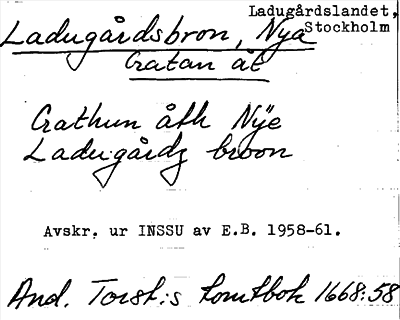 Ladugårdslandet,
Stockholm
Ladugårdsbron, Nya
Gatan åt
Gathun åth Nÿe
Ladugårdz broon
Avskr. ur INSSU av E.B. 1958-61.
And. Torst:s tomtbok 1668:58